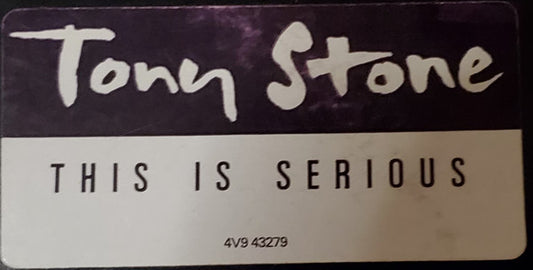 Tony Stone
THIS IS SERIOUS
4V9 43279